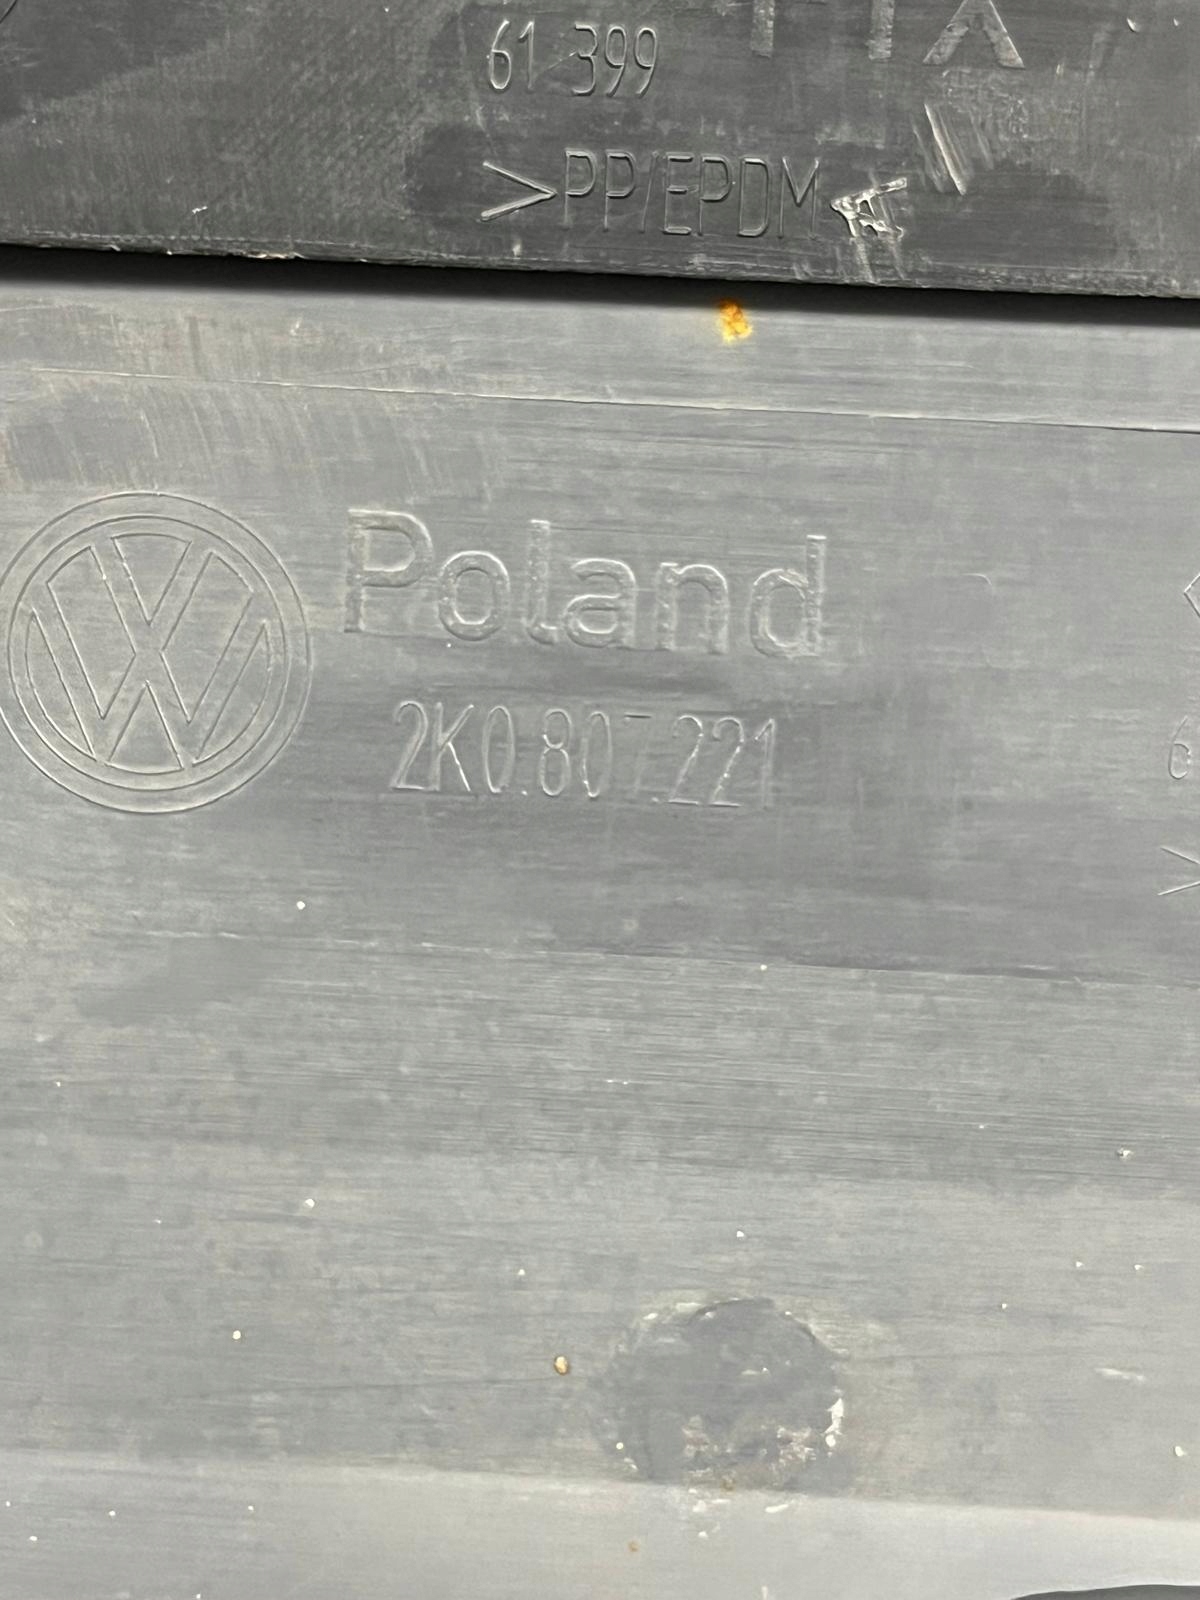 61 399
>PP/EPDM<
Poland
2K0.807.221